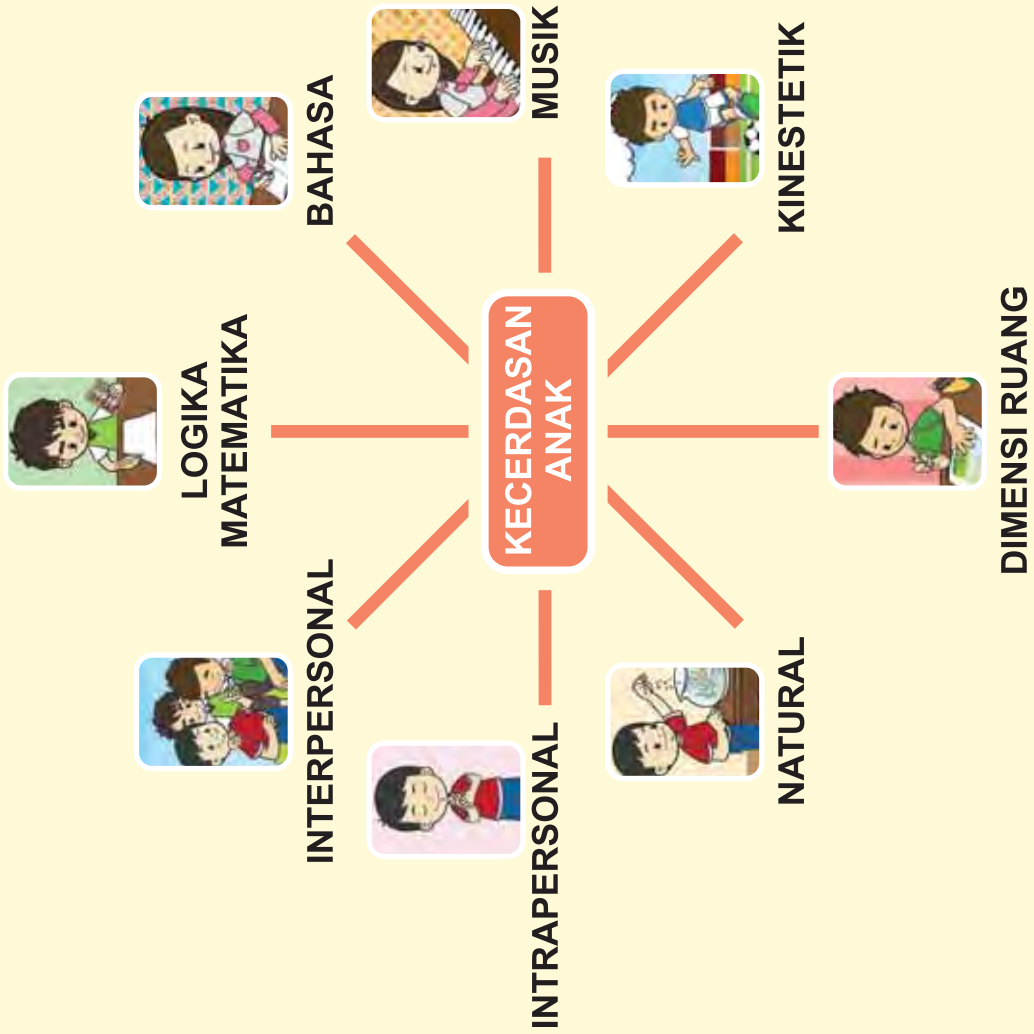 LOGIKA
MATEMATIKA
INTERPERSONAL
BAHASA
INTRAPERSONAL
KECERDASAN
ANAK
MUSIK
NATURAL
KINESTETIK
DIMENSI RUANG